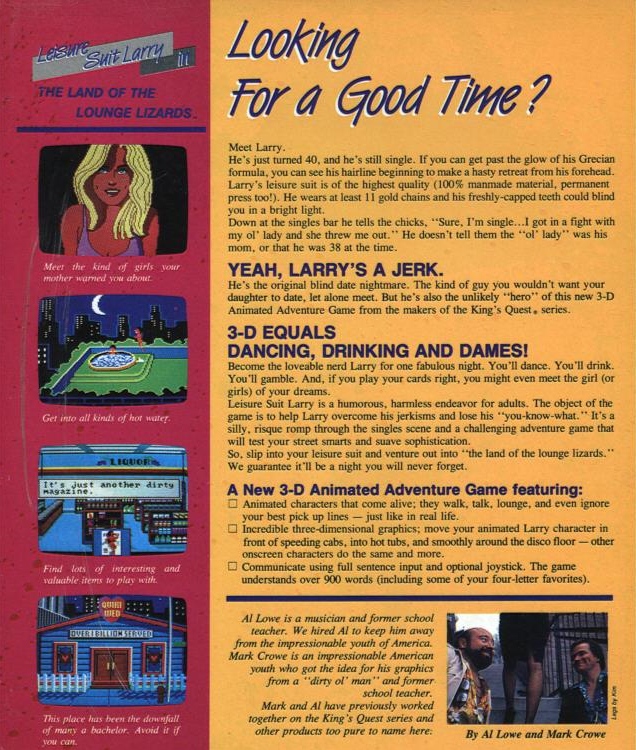 Leisure
Suit Larry
in
THE LAND OF THE
LOUNGE LIZARDS™
Meet the kind of girls your
mother warned you about.
Get into all kinds of hot water.
LIQUOR
It's just another dirty
magazine.
Find lots of interesting and
valuable items to play with.
QUIKI
WED
OVER 1 BILLION SERVED
This place has been the downfall
of many a bachelor. Avoid it if
you can.
Looking
For a Good Time?
Meet Larry.
He's just turned 40, and he's still single. If you can get past the glow of his Grecian
formula, you can see his hairline beginning to make a hasty retreat from his forehead.
Larry's leisure suit is of the highest quality (100% manmade material, permanent
press too!). He wears at least 11 gold chains and his freshly-capped teeth could blind
you in a bright light.
Down at the singles bar he tells the chicks, "Sure, I'm single...I got in a fight with
my ol' lady and she threw me out." He doesn't tell them the "ol' lady" was his
mom, or that he was 38 at the time.
YEAH, LARRY'S A JERK.
He's the original blind date nightmare. The kind of guy you wouldn't want your
daughter to date, let alone meet. But he's also the unlikely "hero" of this new 3-D
Animated Adventure Game from the makers of the King's Quest® series.
3-D EQUALS
DANCING, DRINKING AND DAMES!
Become the loveable nerd Larry for one fabulous night. You'll dance. You'll drink.
You'll gamble. And, if you play your cards right, you might even meet the girl (or
girls) of your dreams.
Leisure Suit Larry is a humorous, harmless endeavor for adults. The object of the
game is to help Larry overcome his jerkisms and lose his "you-know-what." It's a
silly, risque romp through the singles scene and a challenging adventure game that
will test your street smarts and suave sophistication.
So, slip into your leisure suit and venture out into "the land of the lounge lizards."
We guarantee it'll be a night you will never forget.
A New 3-D Animated Adventure Game featuring:
☐ Animated characters that come alive; they walk, talk, lounge, and even ignore
your best pick up lines — just like in real life.
☐ Incredible three-dimensional graphics; move your animated Larry character in
front of speeding cabs, into hot tubs, and smoothly around the disco floor — other
onscreen characters do the same and more.
☐ Communicate using full sentence input and optional joystick. The game
understands over 900 words (including some of your four-letter favorites).
Al Lowe is a musician and former school
teacher. We hired Al to keep him away
from the impressionable youth of America.
Mark Crowe is an impressionable American
youth who got the idea for his graphics
from a "dirty ol' man" and former
school teacher.
Mark and Al have previously worked
together on the King's Quest series and
other products too pure to name here.
Legs by Kim
By Al Lowe and Mark Crowe